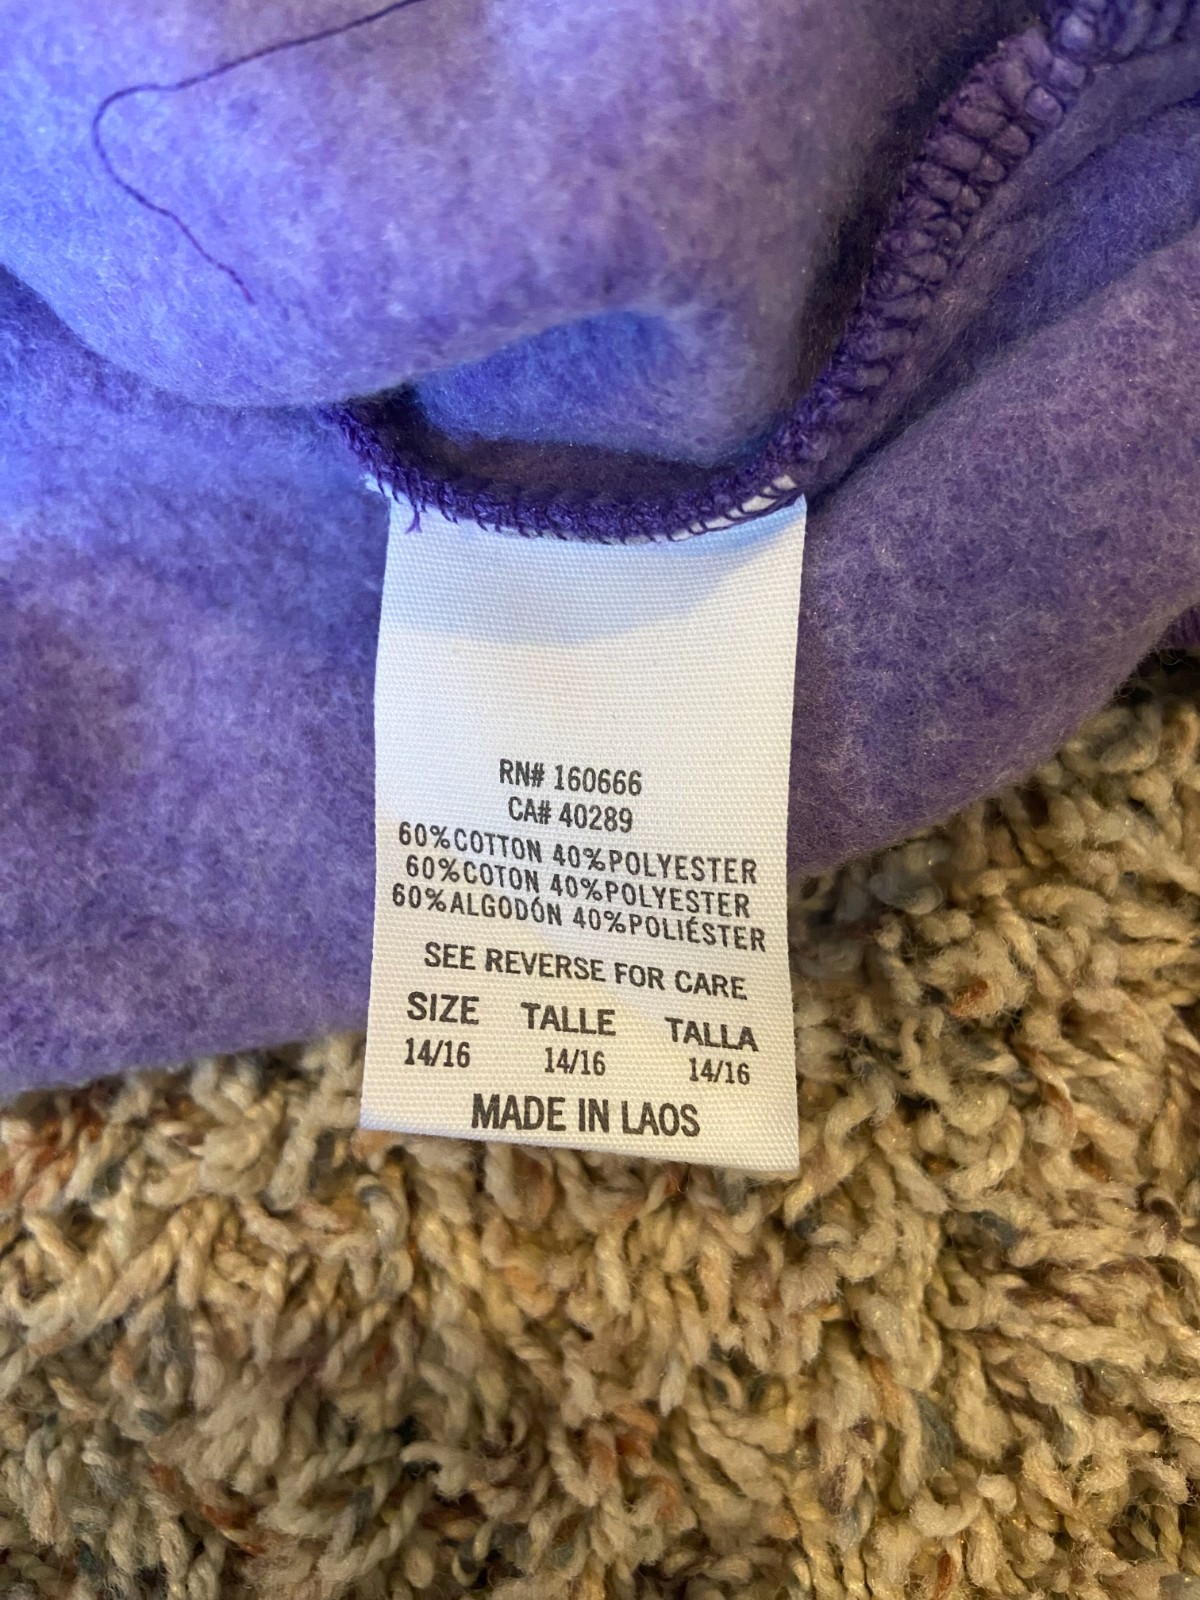 RN# 160666
CA# 40289
60%COTTON 40%POLYESTER
60%COTON 40%POLYESTER
60%ALGODÓN 40%POLIÉSTER
SEE REVERSE FOR CARE
SIZE TALLE TALLA
14/16 14/16 14/16
MADE IN LAOS